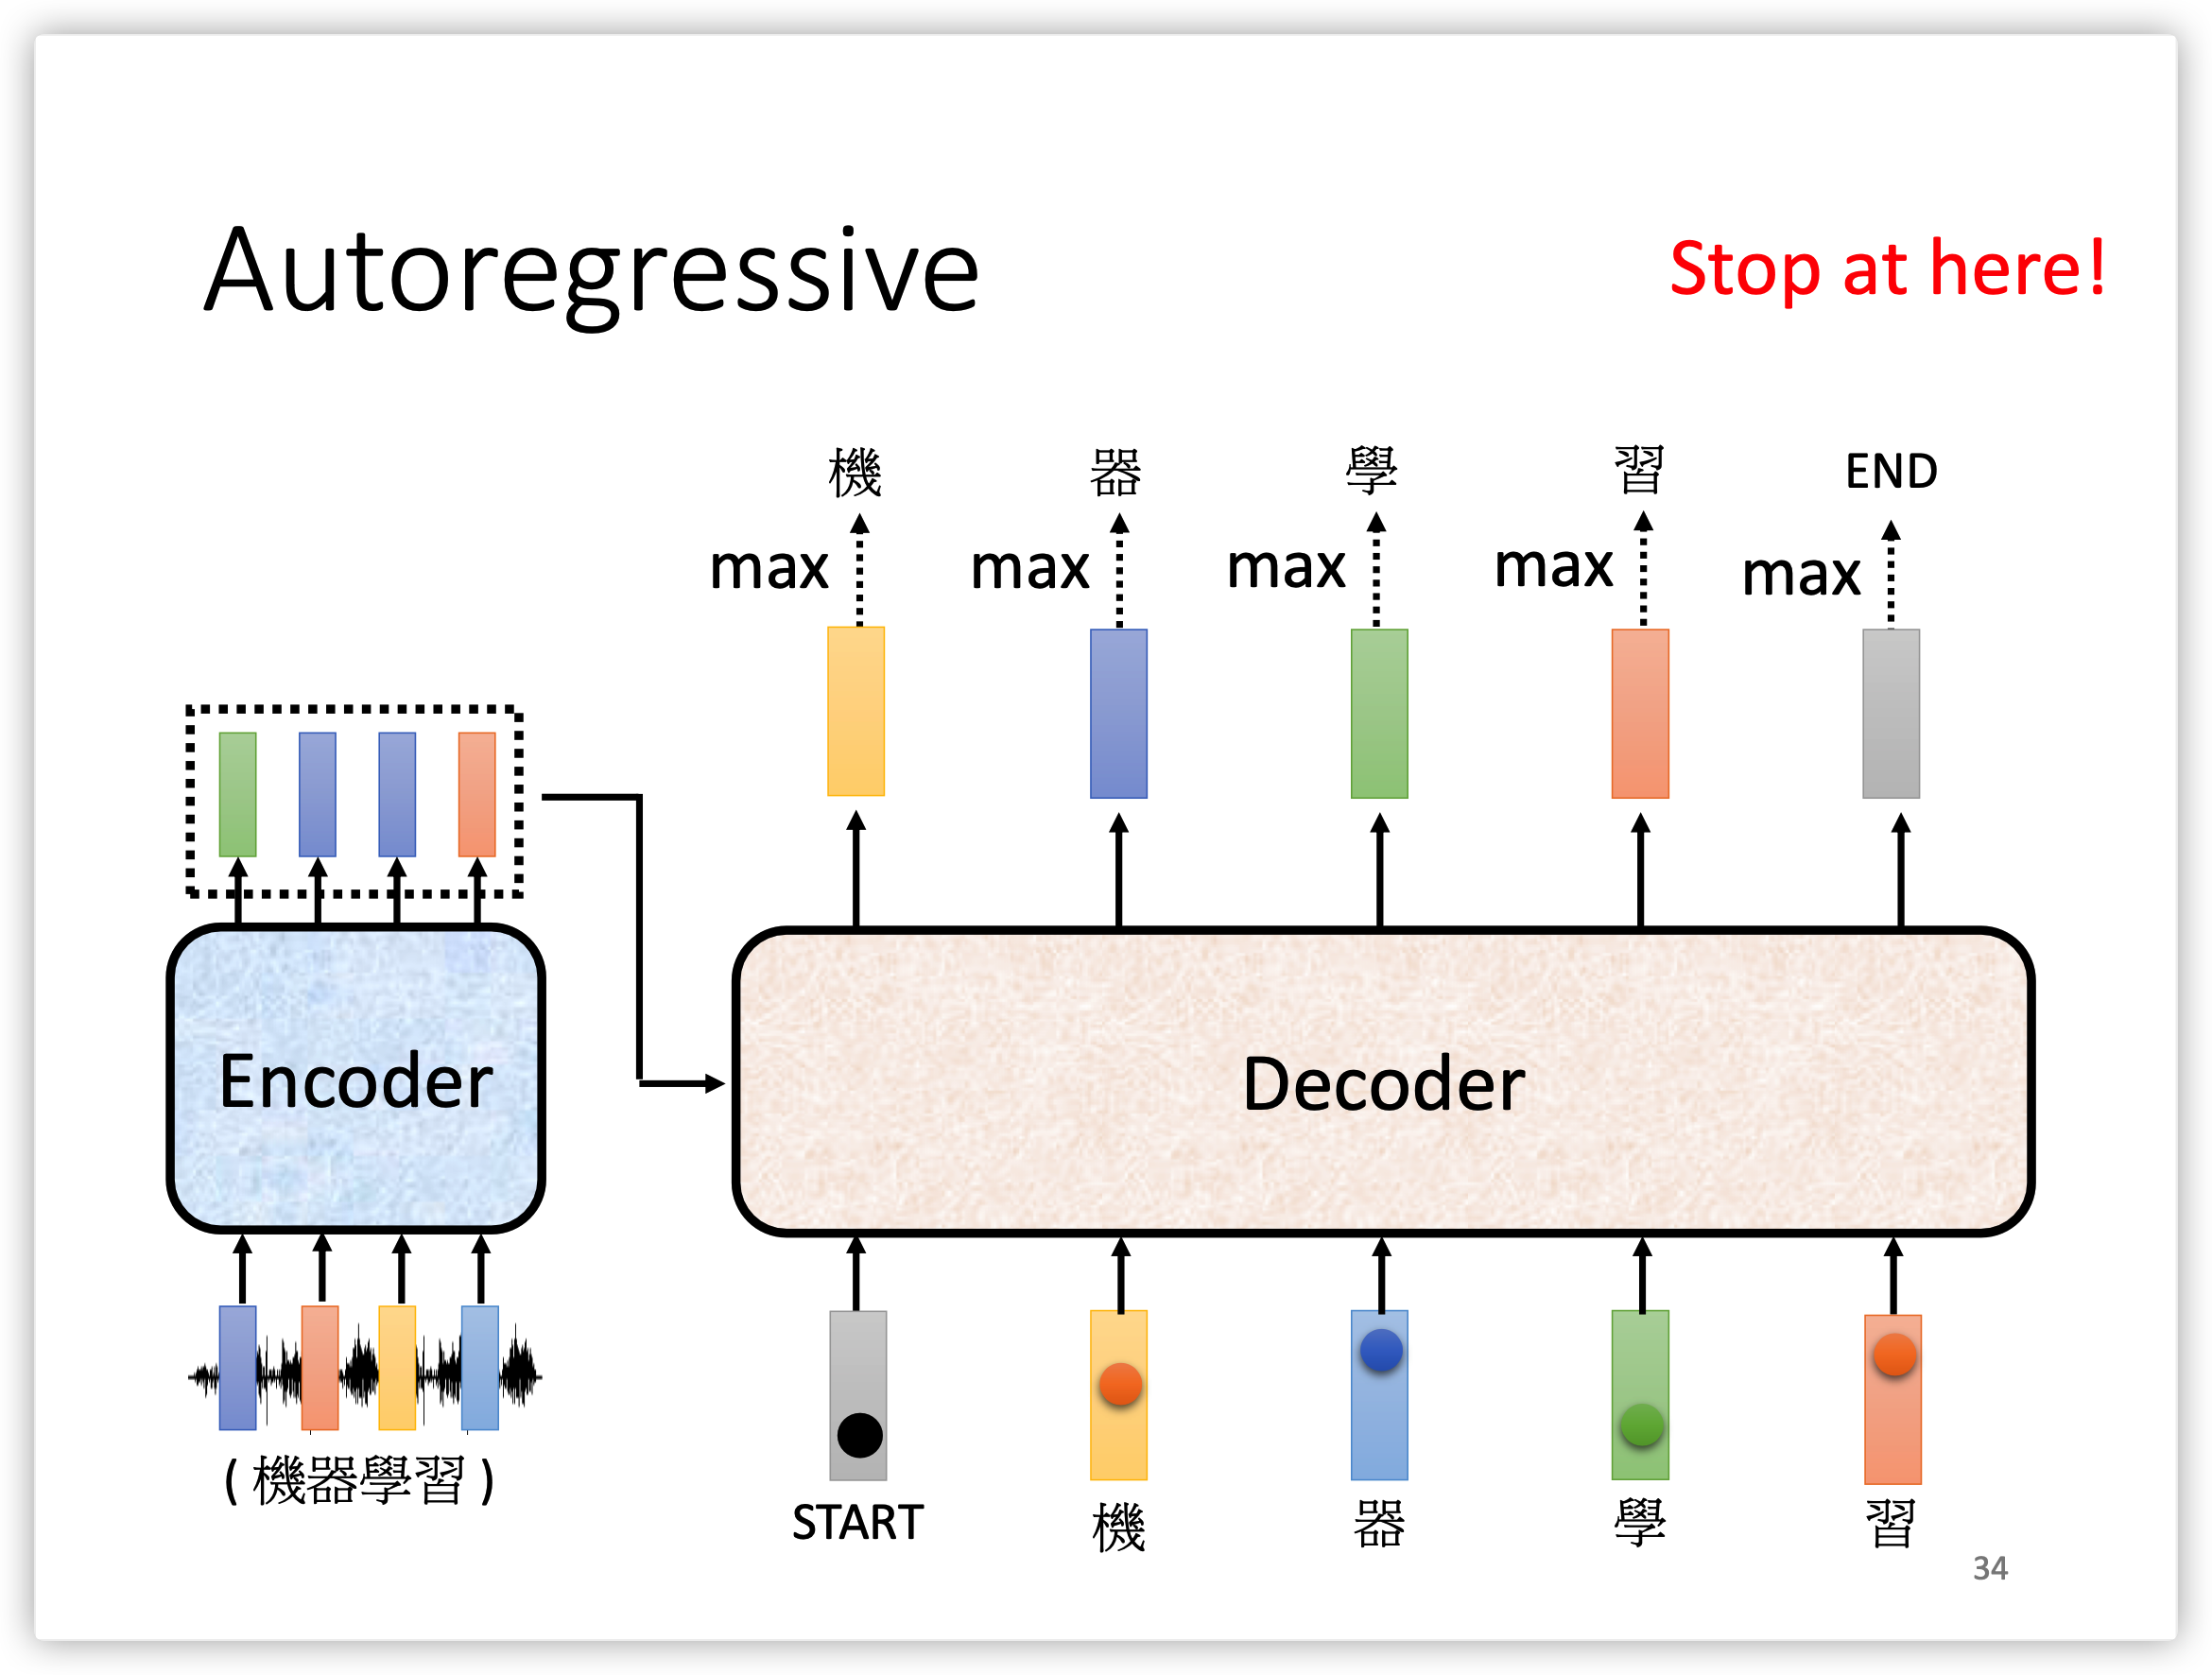 Autoregressive
Stop at here!
機 器 學 習 END
max max max max max
Encoder
Decoder
( 機器學習 )
START 機 器 學 習
34